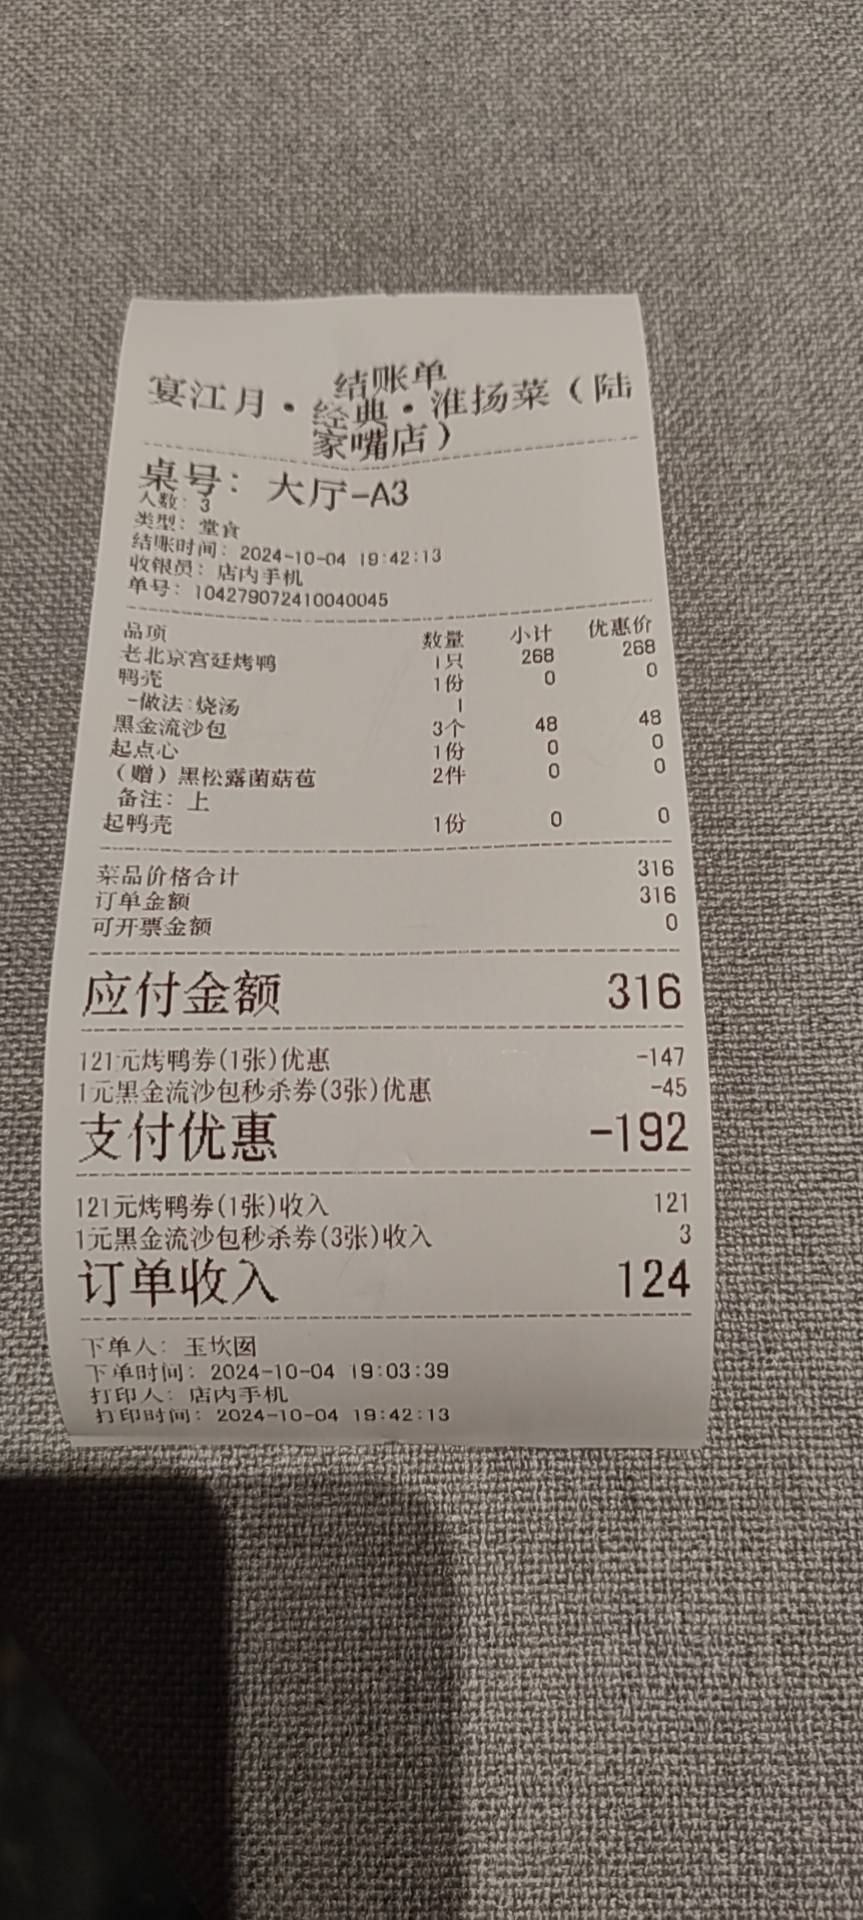 结账单
宴江月·经典·淮扬菜（陆
家嘴店）
桌号：大厅-A3
人数：3
类型：堂食
结账时间：2024-10-04 19:42:13
收银员：店内手机
单号：104279072410040045
品项 数量 小计 优惠价
老北京宫廷烤鸭 1只 268 268
鸭壳 1份 0 0
-做法:烧汤 1
黑金流沙包 3个 48 48
起点心 1份 0 0
（赠）黑松露菌菇苞 2件 0 0
备注：上
起鸭壳 1份 0 0
菜品价格合计 316
订单金额 316
可开票金额 0
应付金额 316
121元烤鸭券(1张)优惠 -147
1元黑金流沙包秒杀券(3张)优惠 -45
支付优惠 -192
121元烤鸭券(1张)收入 121
1元黑金流沙包秒杀券(3张)收入 3
订单收入 124
下单人：玉坎囡
下单时间：2024-10-04 19:03:39
打印人：店内手机
打印时间：2024-10-04 19:42:13